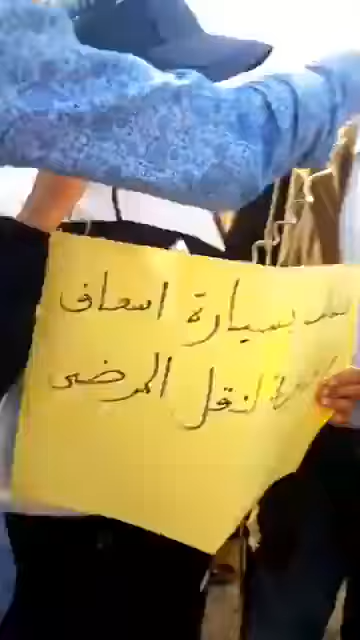 بسيارة اسعاف
لنقل المرضى